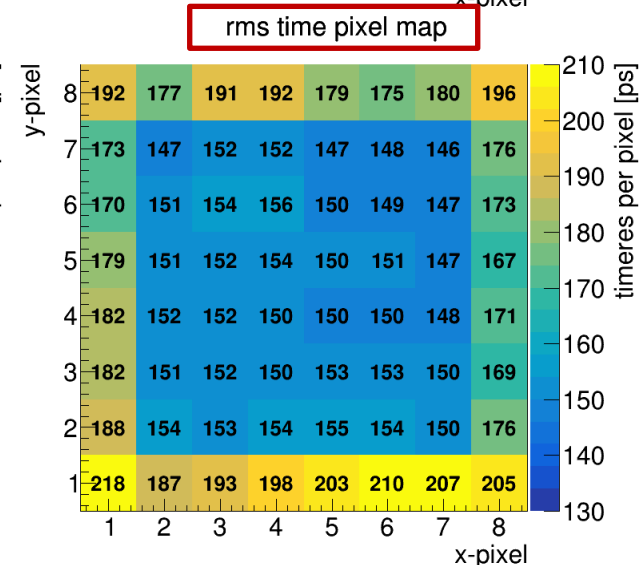 x-pixel
rms time pixel map
y-pixel
8 192 177 191 192 179 175 180 196
7 173 147 152 152 147 148 146 176
6 170 151 154 156 150 149 147 173
5 179 151 152 154 150 151 147 167
4 182 152 152 150 150 150 148 171
3 182 151 152 150 153 153 150 169
2 188 154 153 154 155 154 150 176
1 218 187 193 198 203 210 207 205
1 2 3 4 5 6 7 8
x-pixel
210
200
190
180
170
160
150
140
130
timeres per pixel [ps]